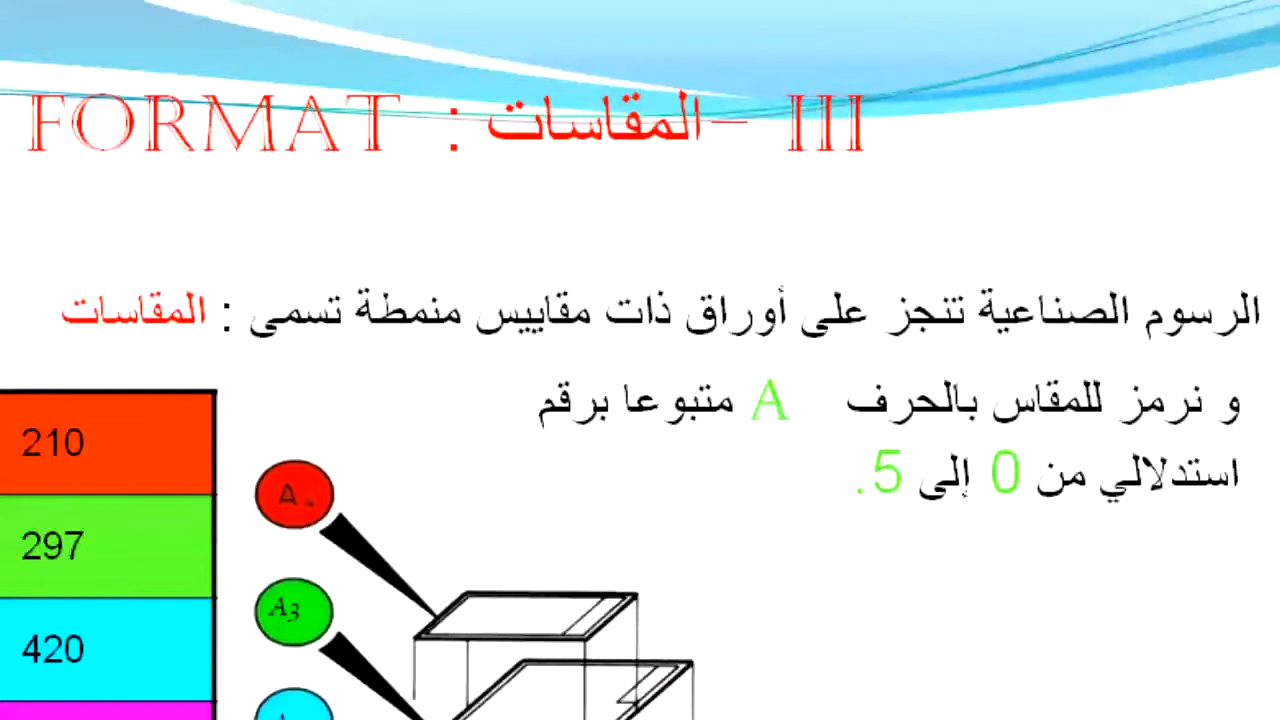 III –المقاسات : FORMAT
الرسوم الصناعية تنجز على أوراق ذات مقاييس منمطة تسمى : المقاسات
و نرمز للمقاس بالحرف A متبوعا برقم
استدلالي من 0 إلى 5.
210
297
420
A3